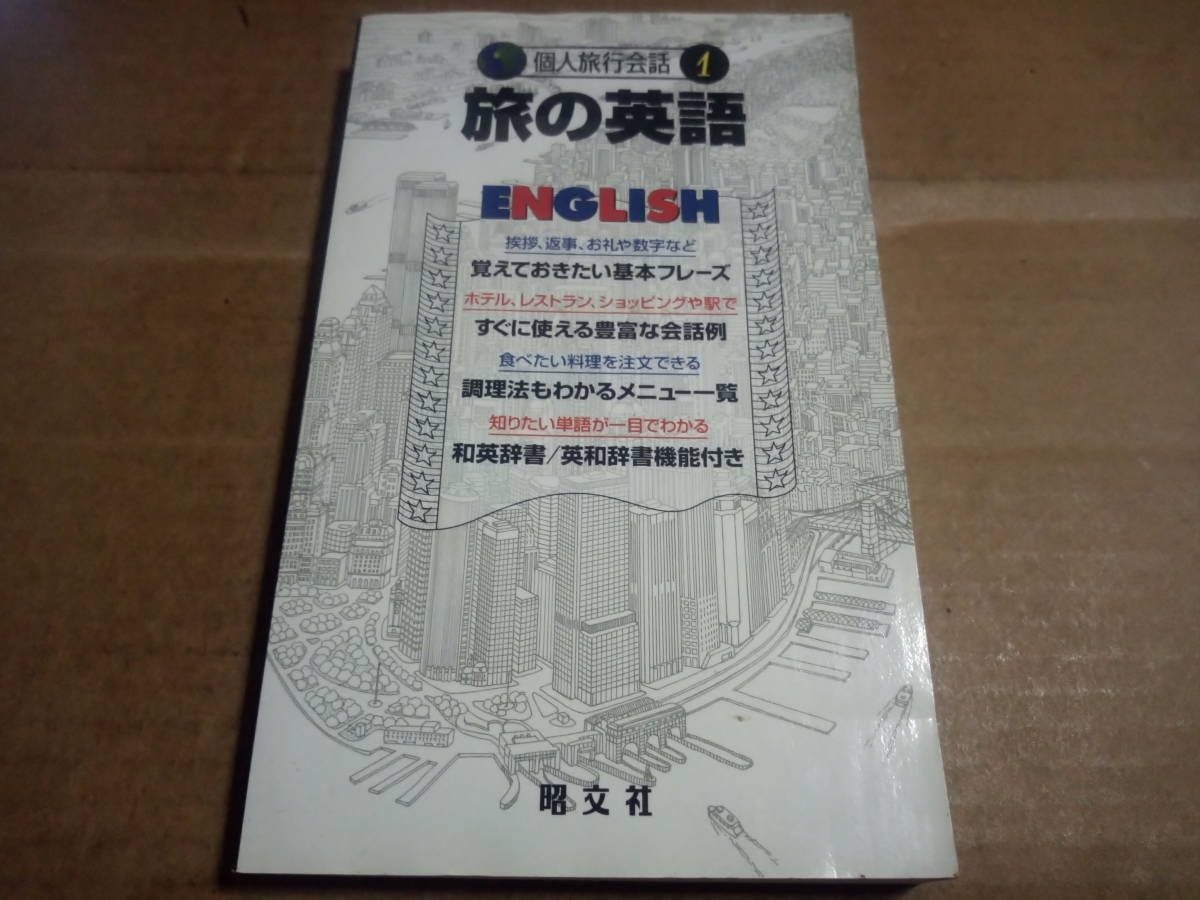 個人旅行会話 1
旅の英語
ENGLISH
挨拶、返事、お礼や数字など
覚えておきたい基本フレーズ
ホテル、レストラン、ショッピングや駅で
すぐに使える豊富な会話例
食べたい料理を注文できる
調理法もわかるメニュー一覧
知りたい単語が一目でわかる
和英辞書/英和辞書機能付き
昭文社